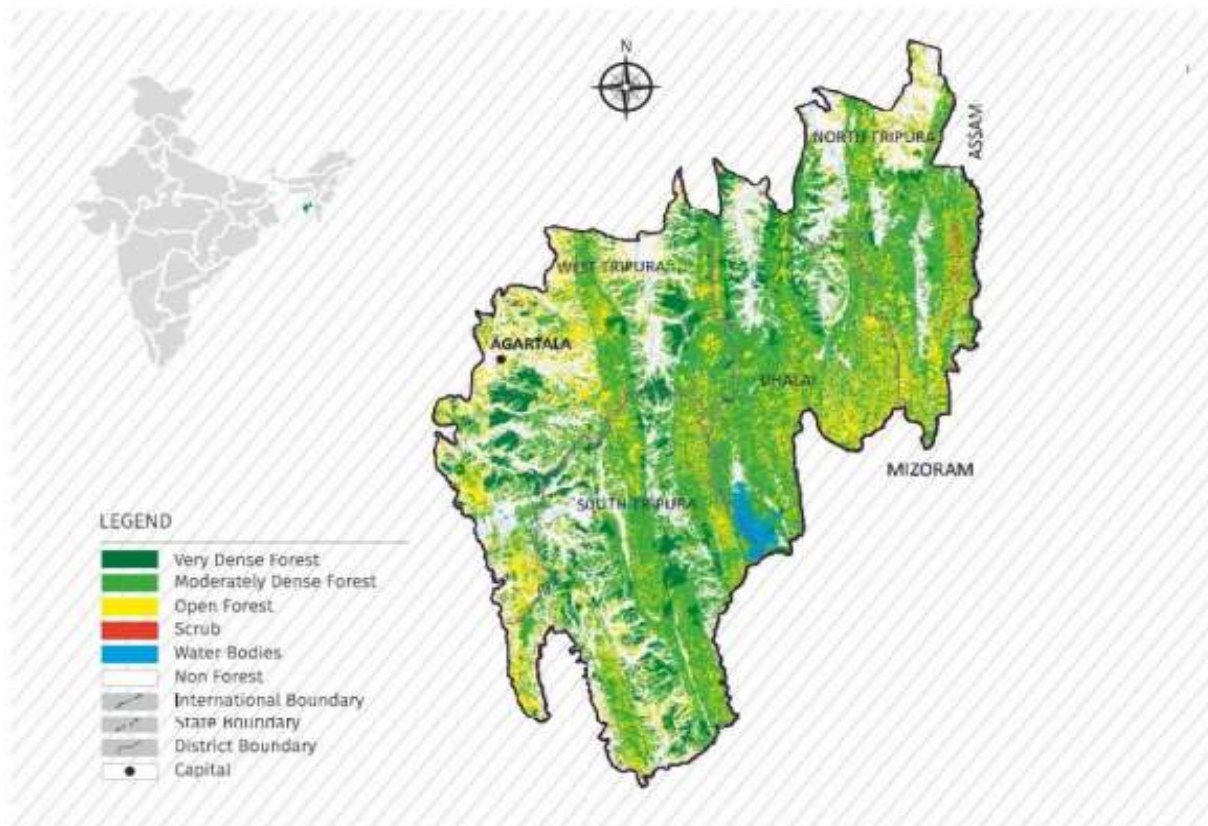 N
NORTH TRIPURA
ASSAM
WEST TRIPURA
AGARTALA
DHALAI
MIZORAM
SOUTH TRIPURA
LEGEND
Very Dense Forest
Moderately Dense Forest
Open Forest
Scrub
Water Bodies
Non Forest
International Boundary
State Boundary
District Boundary
Capital